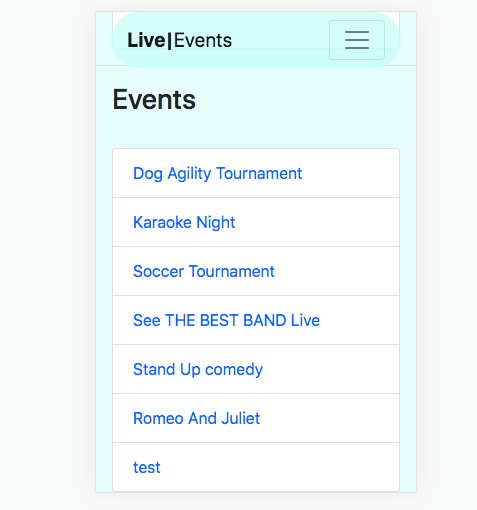 Live|Events
Events
Dog Agility Tournament
Karaoke Night
Soccer Tournament
See THE BEST BAND Live
Stand Up comedy
Romeo And Juliet
test